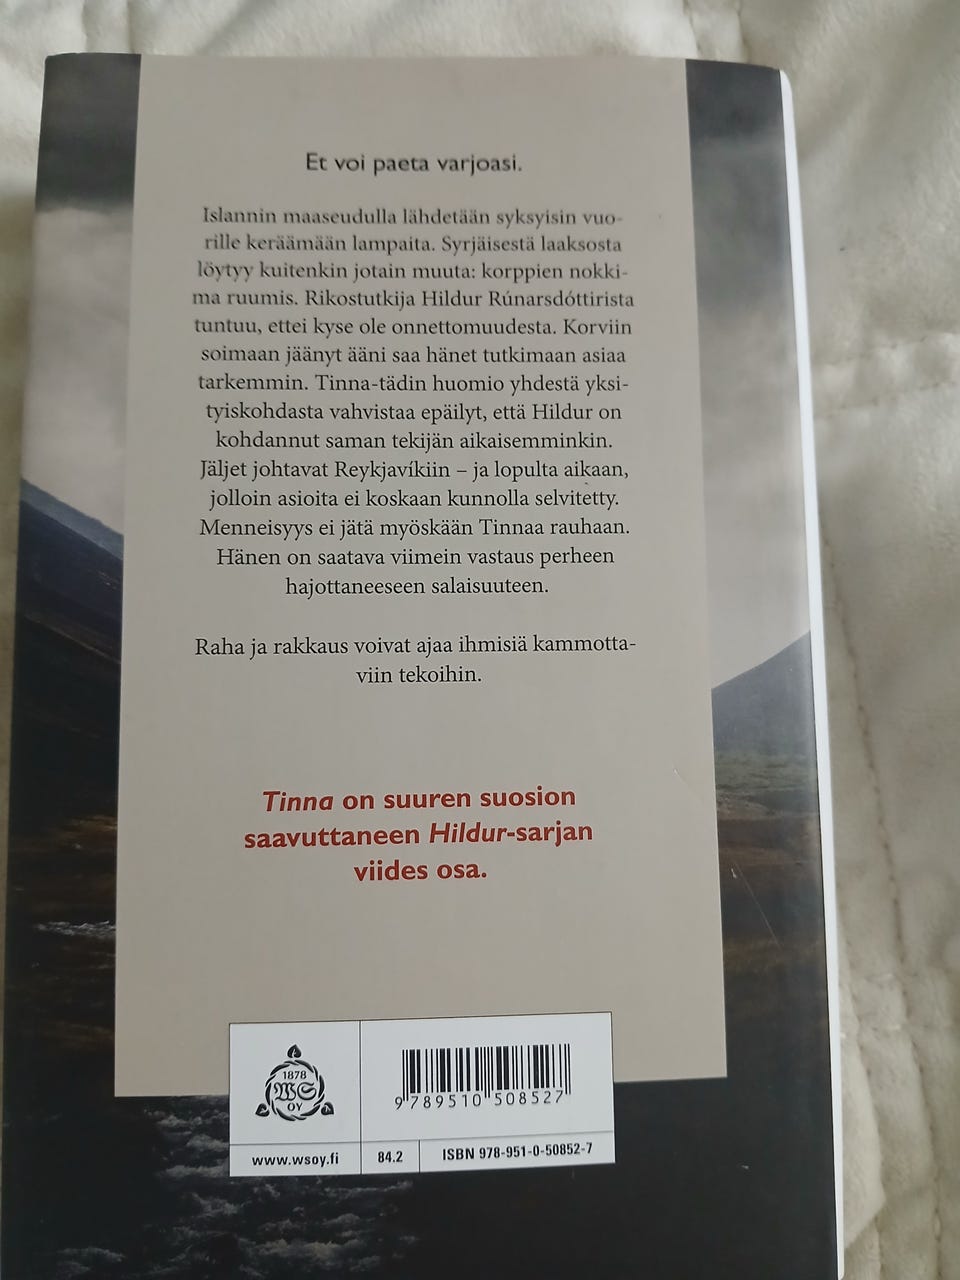 Et voi paeta varjoasi.
Islannin maaseudulla lähdetään syksyisin vuo-
rille keräämään lampaita. Syrjäisestä laaksosta
löytyy kuitenkin jotain muuta: korppien nokki-
ma ruumis. Rikostutkija Hildur Rúnarsdóttirista
tuntuu, ettei kyse ole onnettomuudesta. Korviin
soimaan jäänyt ääni saa hänet tutkimaan asiaa
tarkemmin. Tinna-tädin huomio yhdestä yksi-
tyiskohdasta vahvistaa epäilyt, että Hildur on
kohdannut saman tekijän aikaisemminkin.
Jäljet johtavat Reykjavíkiin – ja lopulta aikaan,
jolloin asioita ei koskaan kunnolla selvitetty.
Menneisyys ei jätä myöskään Tinnaa rauhaan.
Hänen on saatava viimein vastaus perheen
hajottaneeseen salaisuuteen.
Raha ja rakkaus voivat ajaa ihmisiä kammotta-
viin tekoihin.
Tinna on suuren suosion
saavuttaneen Hildur-sarjan
viides osa.
1878
WS
OY
9 789510 508527
www.wsoy.fi
84.2
ISBN 978-951-0-50852-7